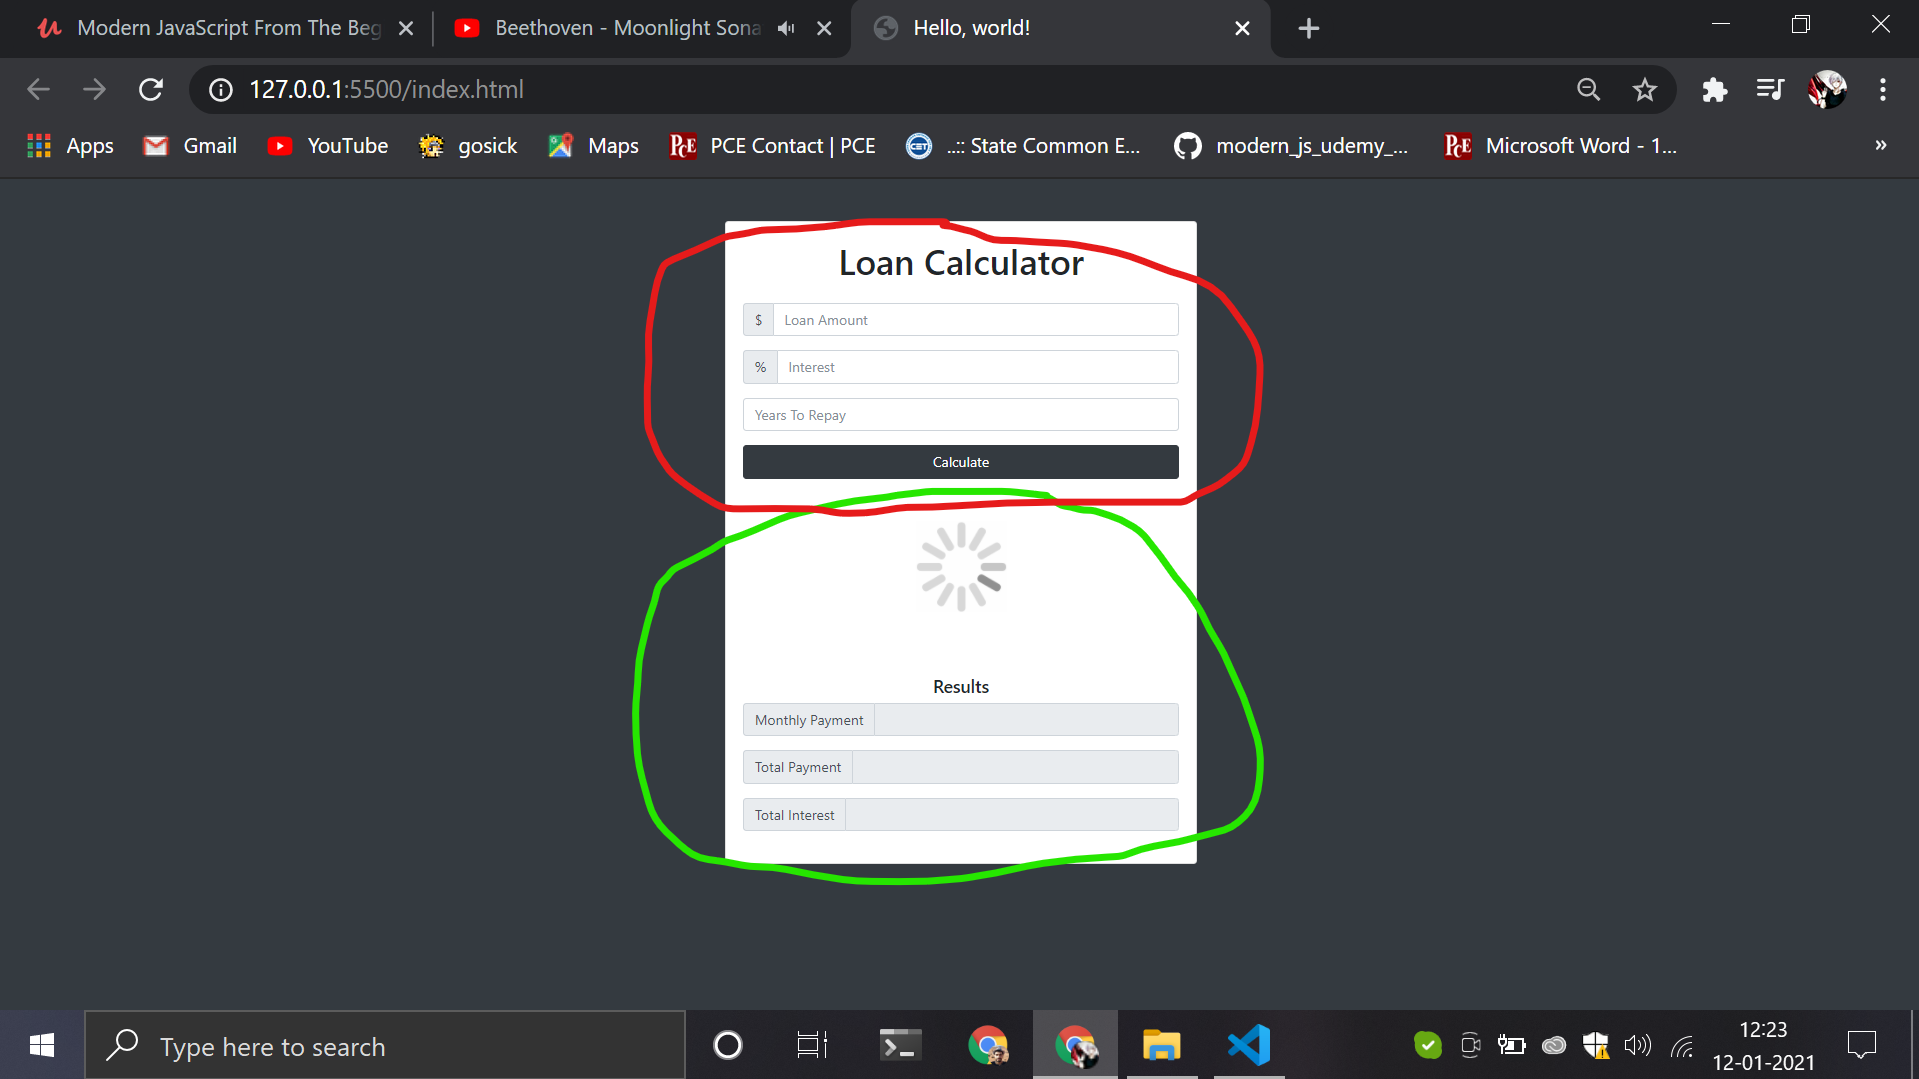 Modern JavaScript From The Beg
Beethoven - Moonlight Sona
Hello, world!
127.0.0.1:5500/index.html
Apps
Gmail
YouTube
gosick
Maps
PCE Contact | PCE
..:: State Common E...
modern_js_udemy_...
Microsoft Word - 1...
»
Loan Calculator
$ Loan Amount
% Interest
Years To Repay
Calculate
Results
Monthly Payment
Total Payment
Total Interest
Type here to search
12:23
12-01-2021